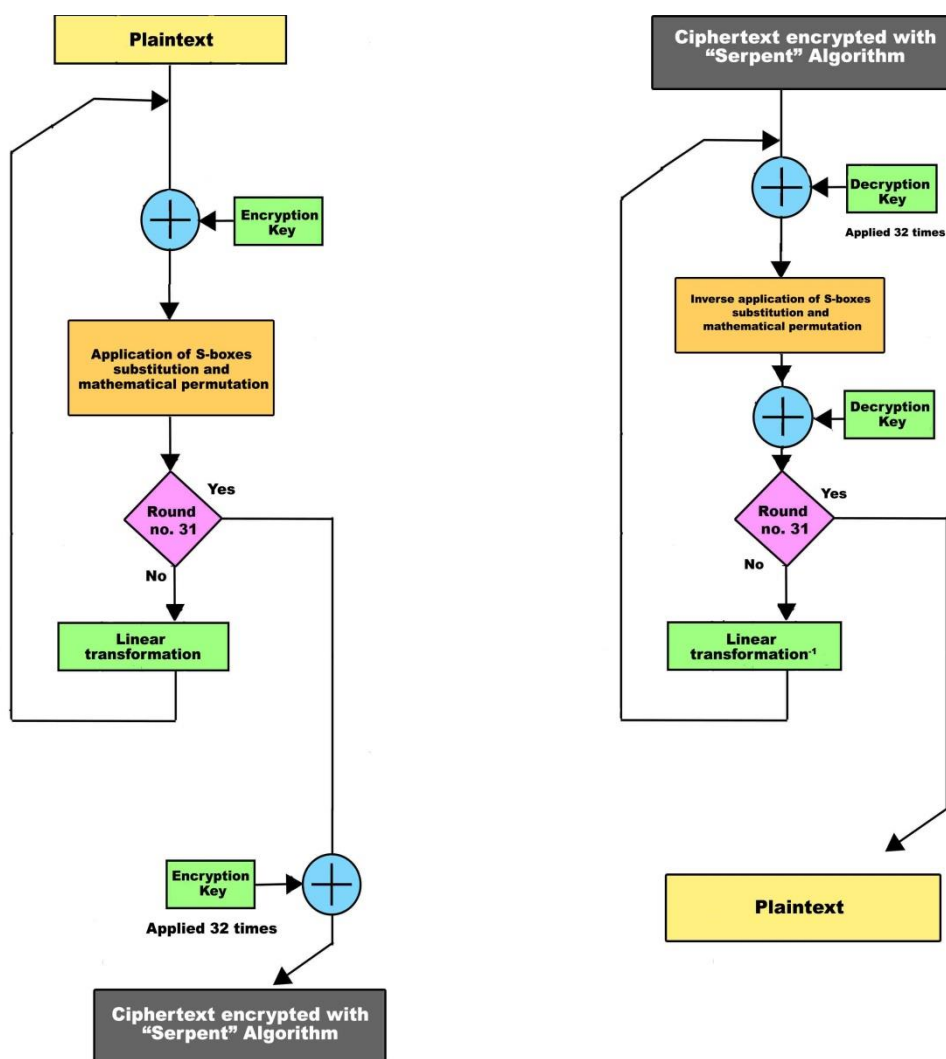 Plaintext
Encryption
Key
Application of S-boxes
substitution and
mathematical permutation
Yes
Round
no. 31
No
Linear
transformation
Encryption
Key
Applied 32 times
Ciphertext encrypted with
“Serpent” Algorithm
Ciphertext encrypted with
“Serpent” Algorithm
Decryption
Key
Applied 32 times
Inverse application of S-boxes
substitution and
mathematical permutation
Decryption
Key
Yes
Round
no. 31
No
Linear
transformation⁻¹
Plaintext